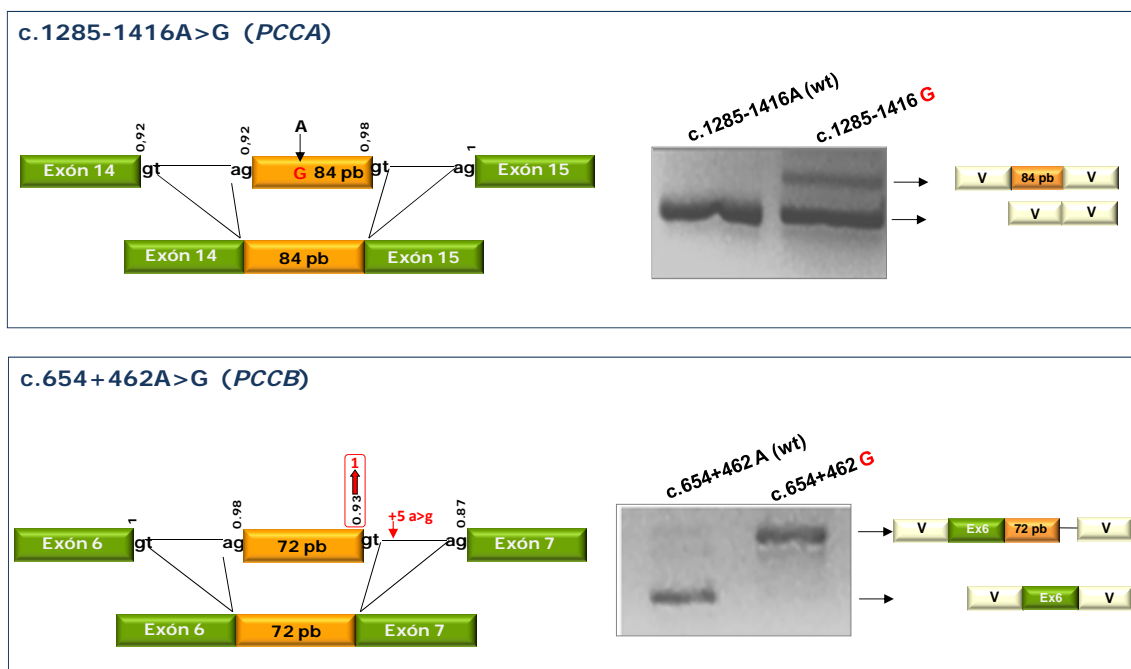 c.1285-1416A>G (PCCA)
c.1285-1416A (wt)
c.1285-1416 G
0,92
0,92
A
0,98
1
Exón 14
gt
ag
G 84 pb
gt
ag
Exón 15
Exón 14
84 pb
Exón 15
V
84 pb
V
V
V
c.654+462A>G (PCCB)
c.654+462 A (wt)
c.654+462 G
1
1
0.98
0.93
+5 a>g
0.87
Exón 6
gt
ag
72 pb
gt
ag
Exón 7
Exón 6
72 pb
Exón 7
V
Ex6
72 pb
V
V
Ex6
V